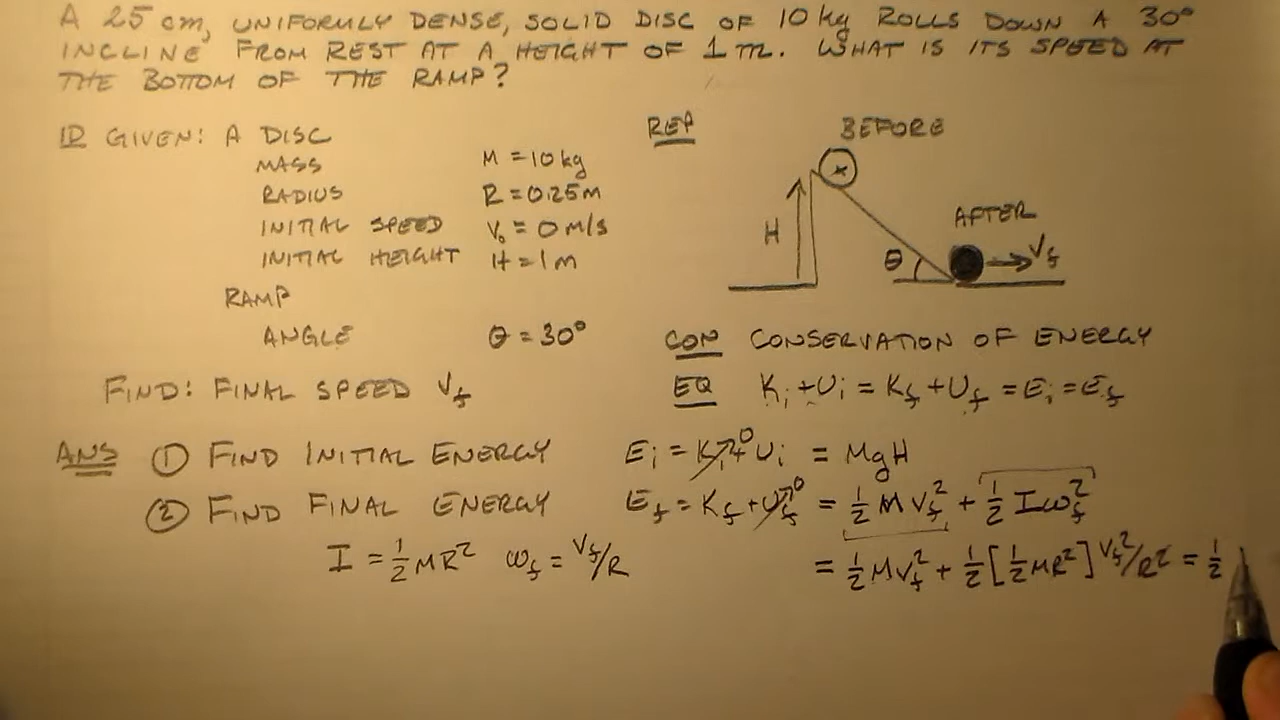 A 25 cm, UNIFORMLY DENSE, SOLID DISC OF 10 kg ROLLS DOWN A 30°
INCLINE FROM REST AT A HEIGHT OF 1 m. WHAT IS ITS SPEED AT
THE BOTTOM OF THE RAMP?
ID GIVEN: A DISC
MASS M = 10 kg
RADIUS R = 0.25 m
INITIAL SPEED V₀ = 0 m/s
INITIAL HEIGHT H = 1 m
RAMP
ANGLE θ = 30°
FIND: FINAL SPEED V_f
REP BEFORE
AFTER
H
θ
V_f
CON CONSERVATION OF ENERGY
EQ K_i + U_i = K_f + U_f = E_i = E_f
ANS ① FIND INITIAL ENERGY E_i = K_i⁰ + U_i = MgH
② FIND FINAL ENERGY E_f = K_f + U_f⁰ = 1/2 M V_f² + 1/2 I ω_f²
I = 1/2 MR² ω_f = V_f/R = 1/2 M V_f² + 1/2 [1/2 MR²] V_f²/R² = 1/2